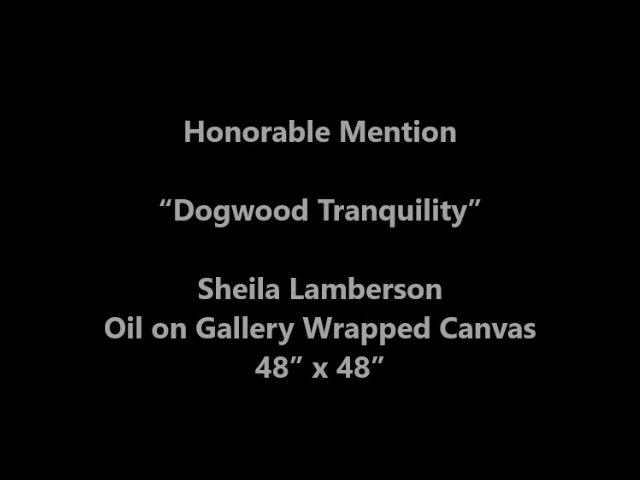 Honorable Mention
“Dogwood Tranquility”
Sheila Lamberson
Oil on Gallery Wrapped Canvas
48” x 48”